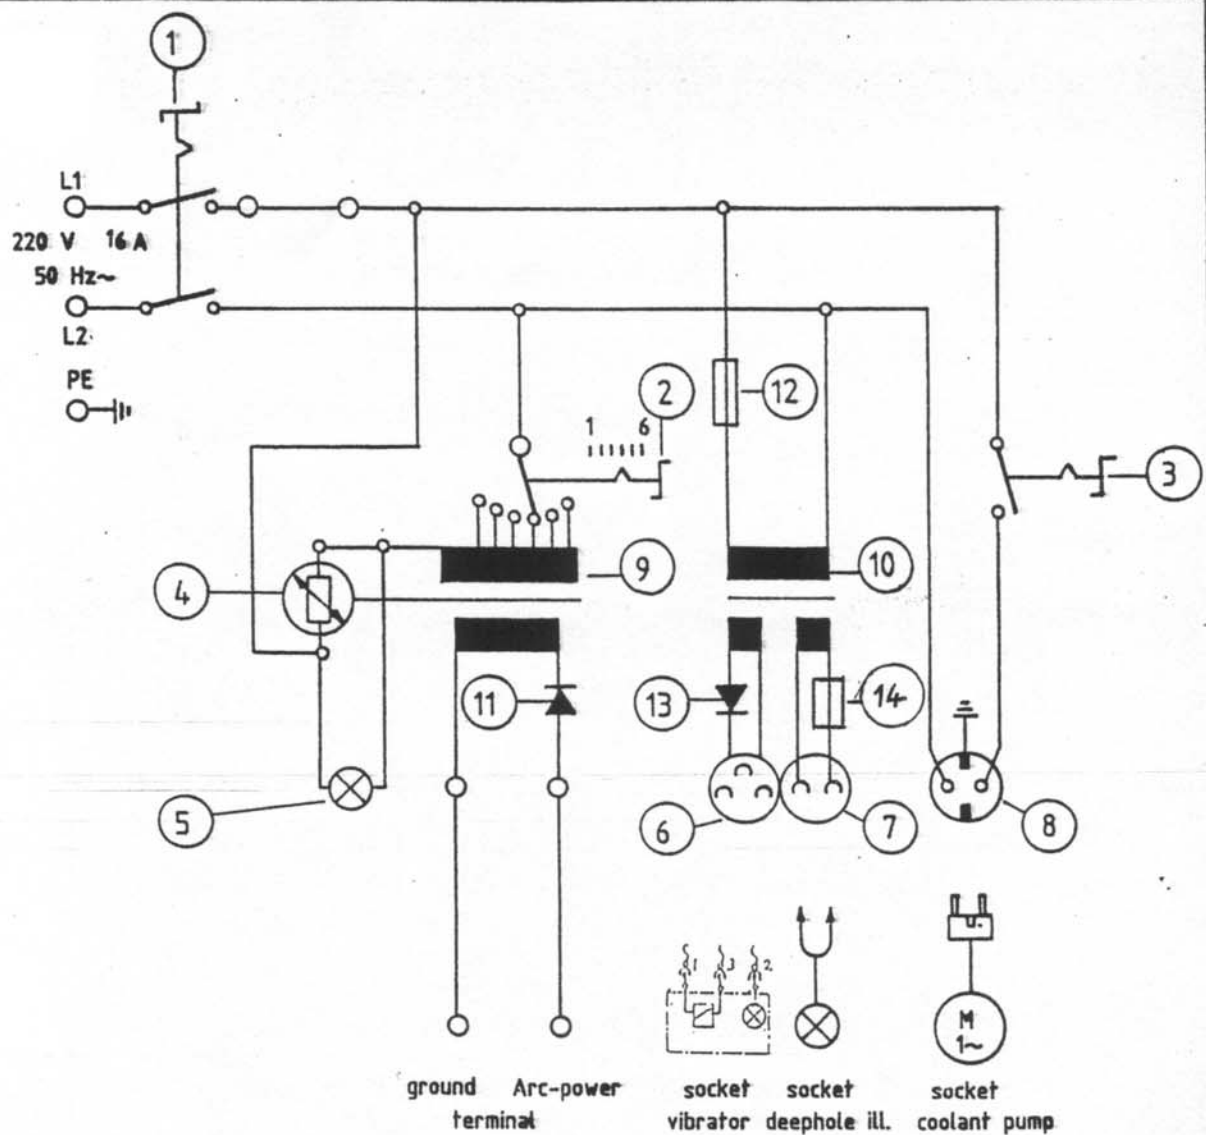 1
L1
220 V 16 A
50 Hz~
L2
PE
2
12
1 6
3
4
9
10
11
13
14
5
6
7
8
1 3 2
M
1~
ground Arc-power
terminal
socket
vibrator
socket
deephole ill.
socket
coolant pump